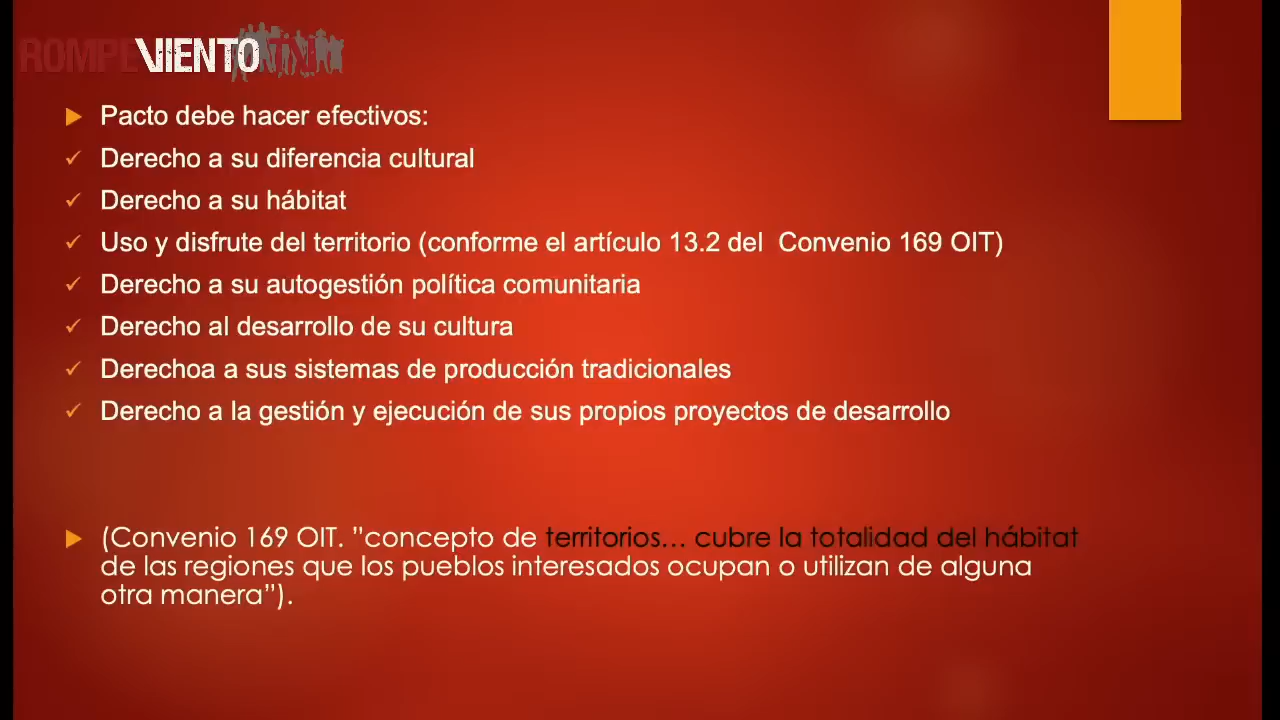 ROMPEVIENTO TV
Pacto debe hacer efectivos:
Derecho a su diferencia cultural
Derecho a su hábitat
Uso y disfrute del territorio (conforme el artículo 13.2 del Convenio 169 OIT)
Derecho a su autogestión política comunitaria
Derecho al desarrollo de su cultura
Derechoa a sus sistemas de producción tradicionales
Derecho a la gestión y ejecución de sus propios proyectos de desarrollo
(Convenio 169 OIT. ”concepto de territorios… cubre la totalidad del hábitat
de las regiones que los pueblos interesados ocupan o utilizan de alguna
otra manera”).